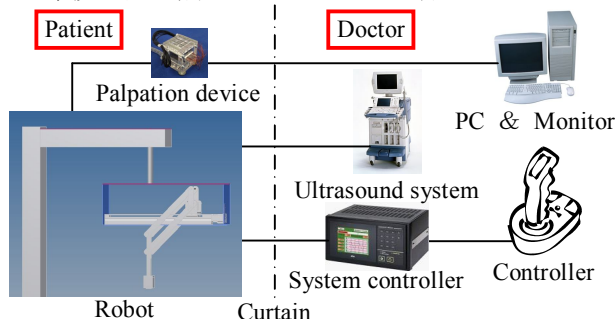 Patient
Doctor
Palpation device
PC & Monitor
Ultrasound system
System controller
Controller
Robot
Curtain